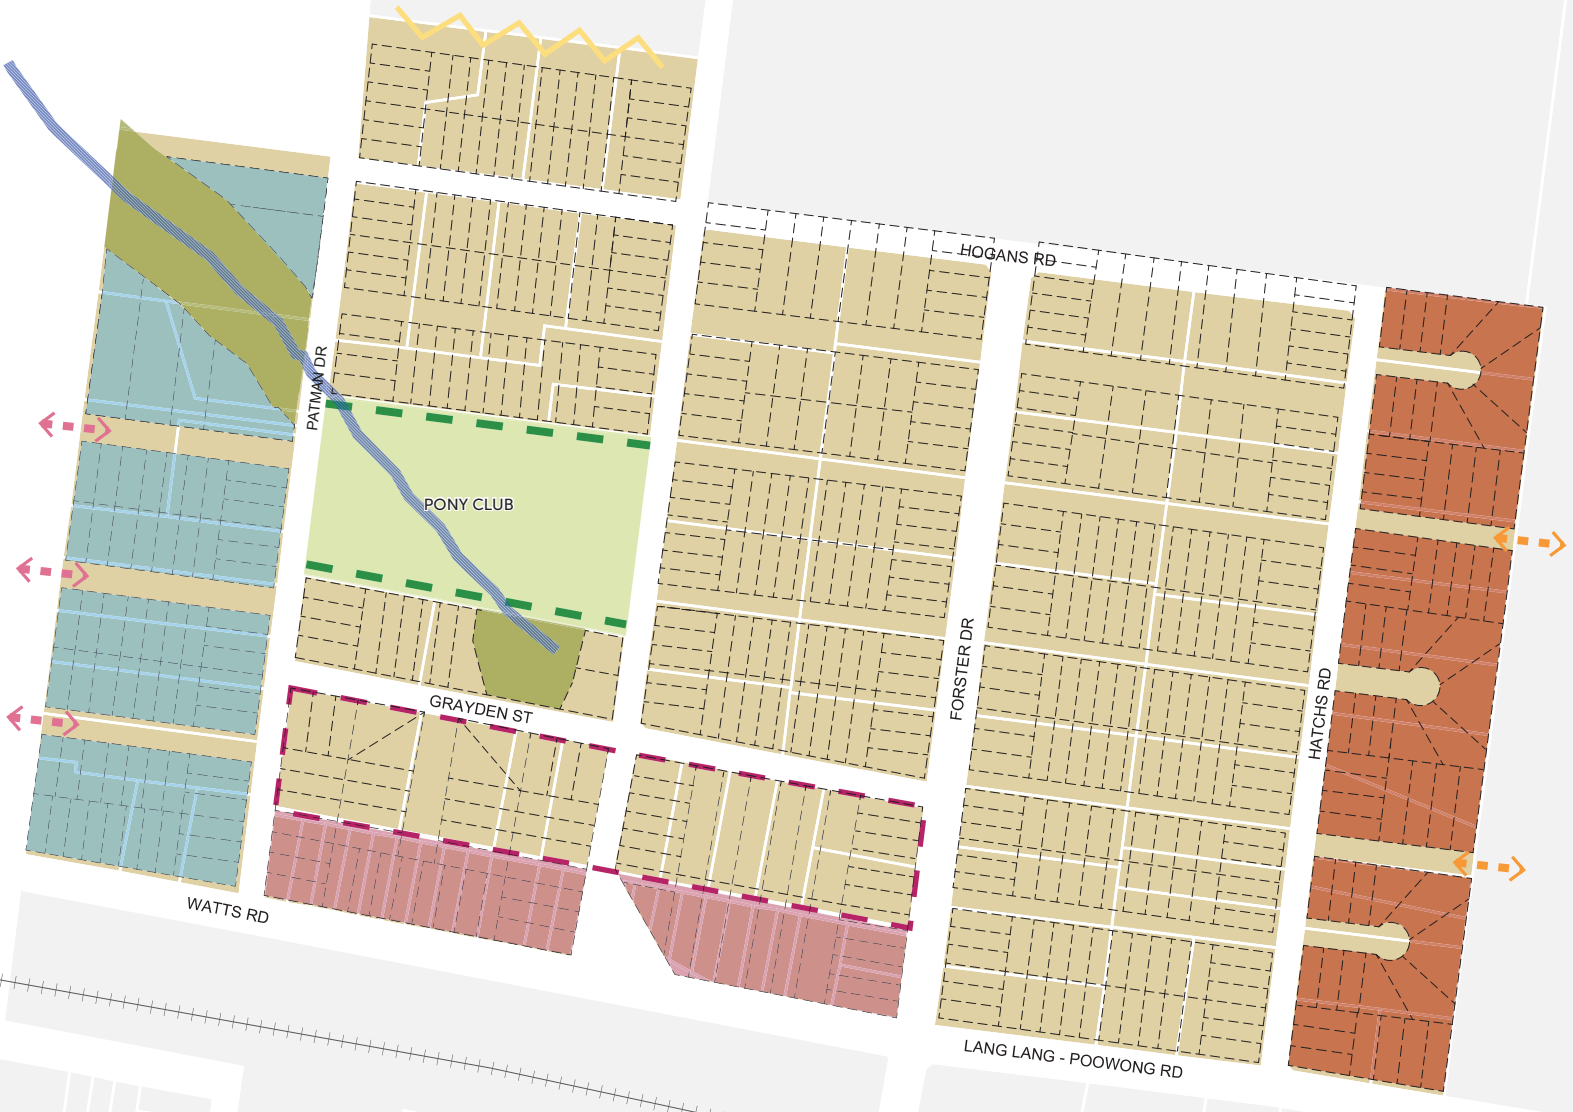 HOGANS RD
PATMAN DR
PONY CLUB
GRAYDEN ST
FORSTER DR
HATCHS RD
WATTS RD
LANG LANG - POOWONG RD